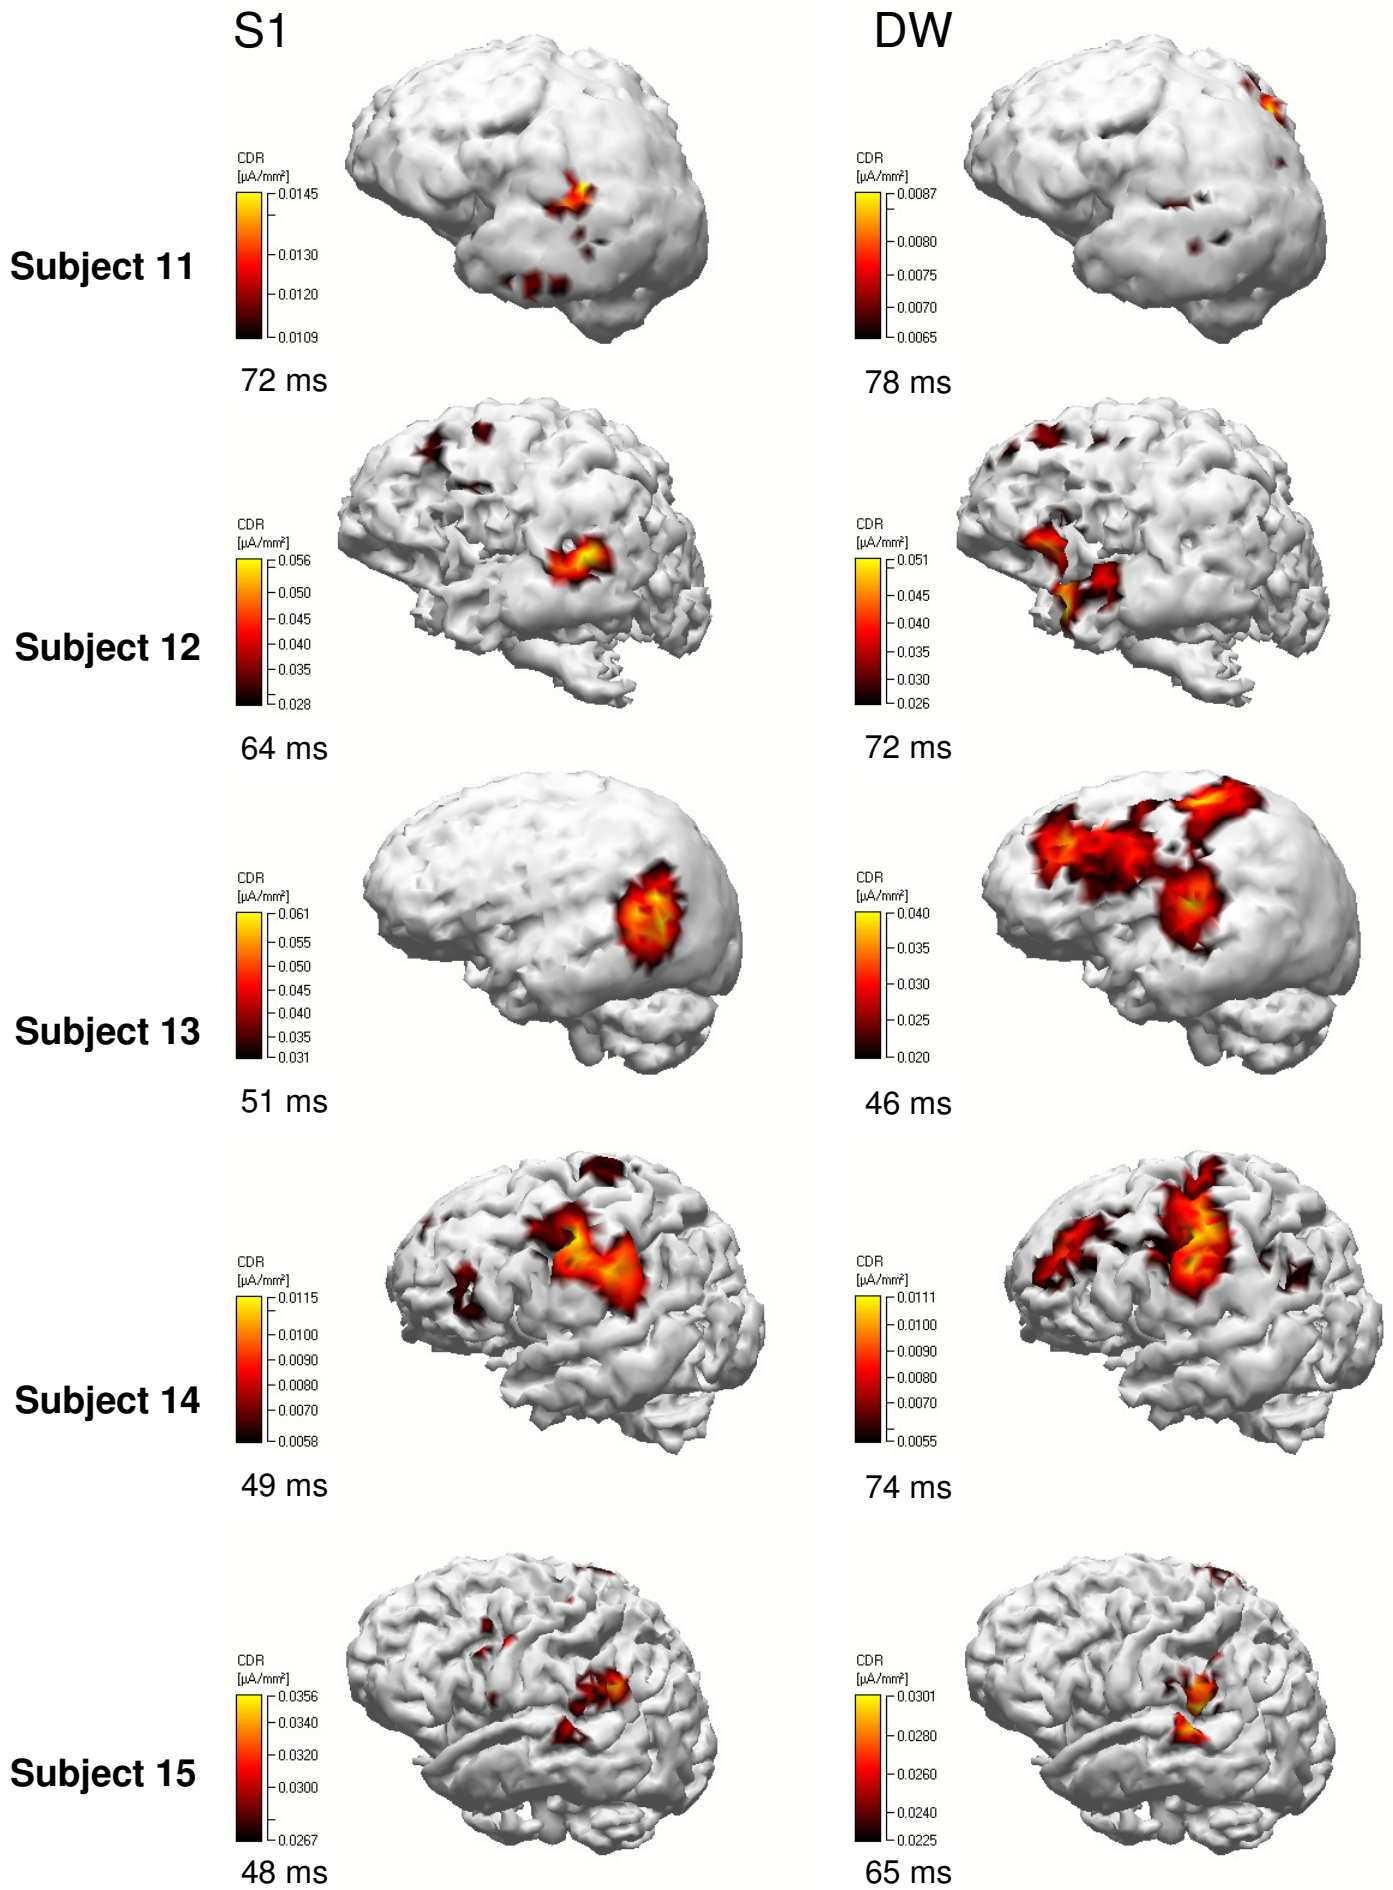 S1
DW
Subject 11
CDR
[µA/mm²]
0.0145
0.0130
0.0120
0.0109
72 ms
CDR
[µA/mm²]
0.0087
0.0080
0.0075
0.0070
0.0065
78 ms
Subject 12
CDR
[µA/mm²]
0.056
0.050
0.045
0.040
0.035
0.028
64 ms
CDR
[µA/mm²]
0.051
0.045
0.040
0.035
0.030
0.026
72 ms
Subject 13
CDR
[µA/mm²]
0.061
0.055
0.050
0.045
0.040
0.035
0.031
51 ms
CDR
[µA/mm²]
0.040
0.035
0.030
0.025
0.020
46 ms
Subject 14
CDR
[µA/mm²]
0.0115
0.0100
0.0090
0.0080
0.0070
0.0058
49 ms
CDR
[µA/mm²]
0.0111
0.0100
0.0090
0.0080
0.0070
0.0055
74 ms
Subject 15
CDR
[µA/mm²]
0.0356
0.0340
0.0320
0.0300
0.0267
48 ms
CDR
[µA/mm²]
0.0301
0.0280
0.0260
0.0240
0.0225
65 ms